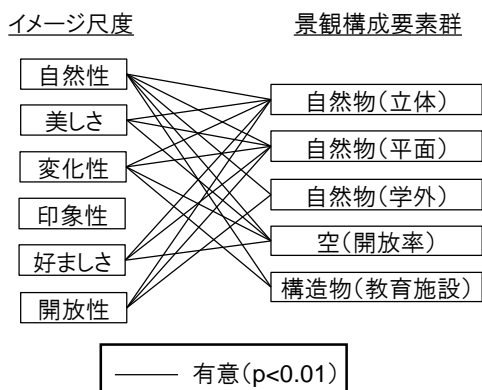 イメージ尺度
景観構成要素群
自然性
美しさ
変化性
印象性
好ましさ
開放性
自然物(立体)
自然物(平面)
自然物(学外)
空(開放率)
構造物(教育施設)
有意(p<0.01)